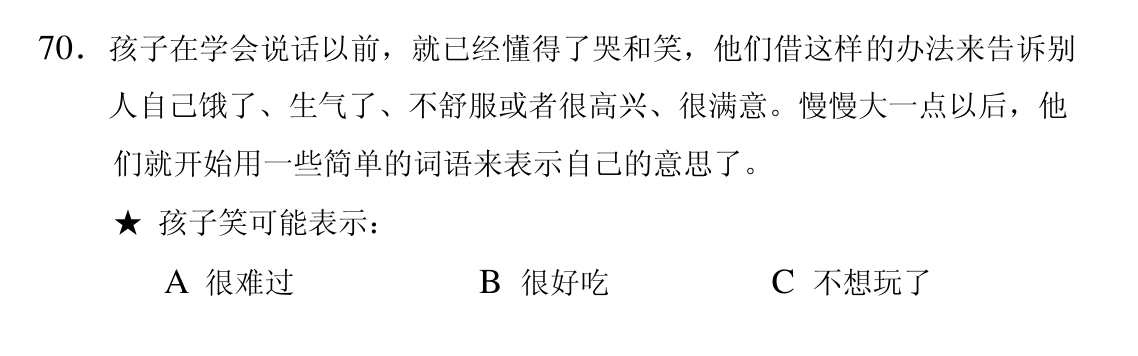 70．孩子在学会说话以前，就已经懂得了哭和笑，他们借这样的办法来告诉别
人自己饿了、生气了、不舒服或者很高兴、很满意。慢慢大一点以后，他
们就开始用一些简单的词语来表示自己的意思了。
★ 孩子笑可能表示：
A 很难过 B 很好吃 C 不想玩了